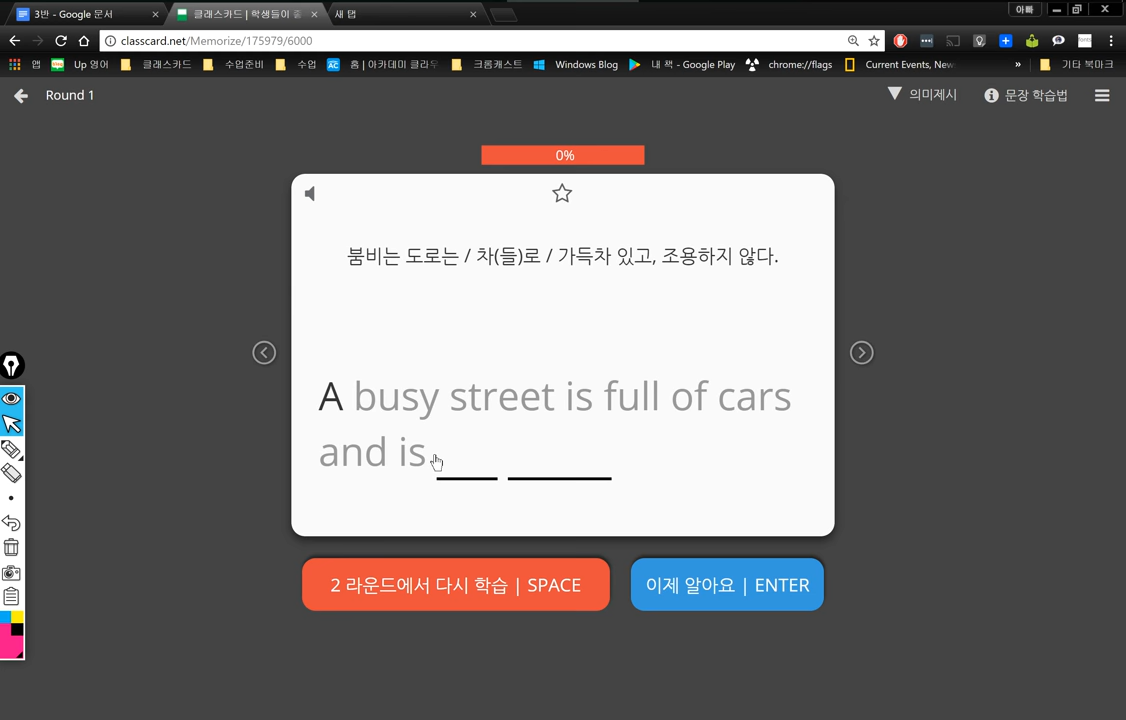 3반 - Google 문서
클래스카드 | 학생들이 좋
새 탭
아빠
classcard.net/Memorize/175979/6000
앱
Up 영어
클래스카드
수업준비
수업
홈 | 아카데미 클라우
크롬캐스트
Windows Blog
내 책 - Google Play
chrome://flags
Current Events, New
»
기타 북마크
Round 1
의미제시
문장 학습법
0%
붐비는 도로는 / 차(들)로 / 가득차 있고, 조용하지 않다.
A busy street is full of cars
and is
2 라운드에서 다시 학습 | SPACE
이제 알아요 | ENTER